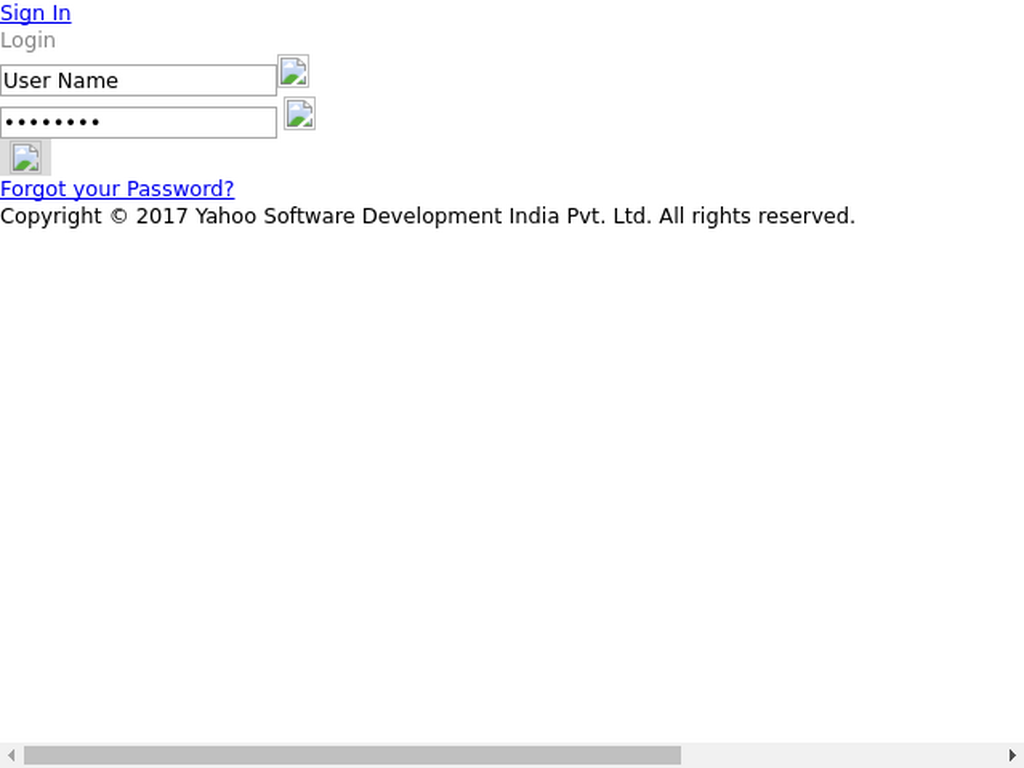 Sign In
Login
User Name
••••••••
Forgot your Password?
Copyright © 2017 Yahoo Software Development India Pvt. Ltd. All rights reserved.